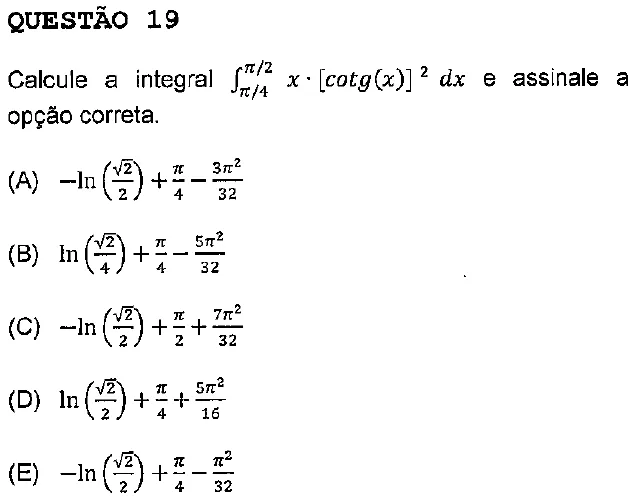 QUESTÃO 19
Calcule a integral ∫_{π/4}^{π/2} x · [cotg(x)]² dx e assinale a
opção correta.
(A) −ln(√2/2) + π/4 − 3π²/32
(B) ln(√2/4) + π/4 − 5π²/32
(C) −ln(√2/2) + π/2 + 7π²/32
(D) ln(√2/2) + π/4 + 5π²/16
(E) −ln(√2/2) + π/4 − π²/32